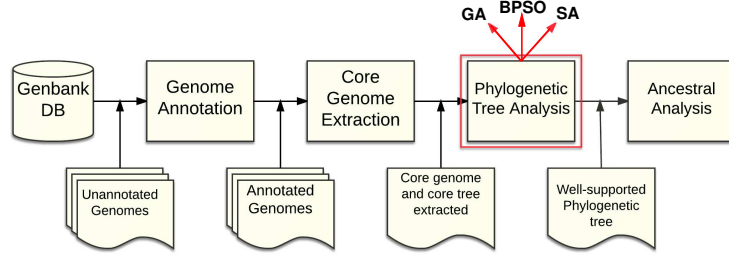 GA BPSO SA
Genbank
DB
Genome
Annotation
Core
Genome
Extraction
Phylogenetic
Tree Analysis
Ancestral
Analysis
Unannotated
Genomes
Annotated
Genomes
Core genome
and core tree
extracted
Well-supported
Phylogenetic
tree